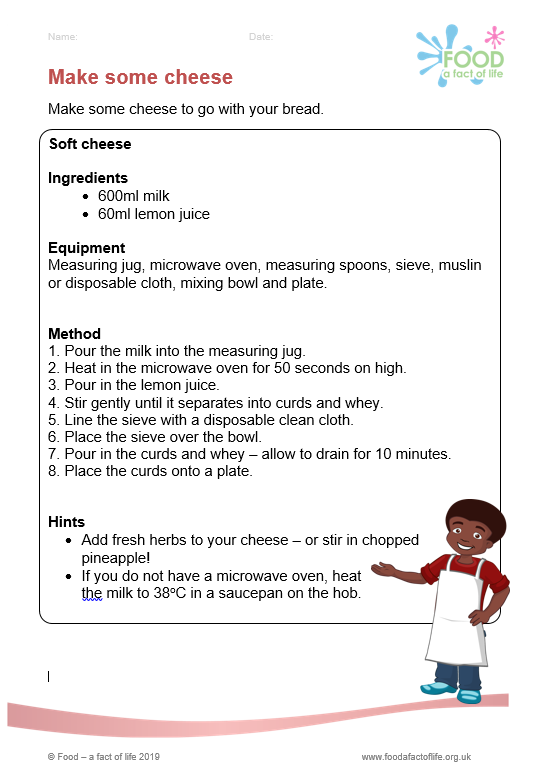 Name:
Date:
FOOD
a fact of life
Make some cheese
Make some cheese to go with your bread.
Soft cheese
Ingredients
• 600ml milk
• 60ml lemon juice
Equipment
Measuring jug, microwave oven, measuring spoons, sieve, muslin
or disposable cloth, mixing bowl and plate.
Method
1. Pour the milk into the measuring jug.
2. Heat in the microwave oven for 50 seconds on high.
3. Pour in the lemon juice.
4. Stir gently until it separates into curds and whey.
5. Line the sieve with a disposable clean cloth.
6. Place the sieve over the bowl.
7. Pour in the curds and whey – allow to drain for 10 minutes.
8. Place the curds onto a plate.
Hints
• Add fresh herbs to your cheese – or stir in chopped
pineapple!
• If you do not have a microwave oven, heat
the milk to 38ºC in a saucepan on the hob.
© Food – a fact of life 2019
www.foodafactoflife.org.uk